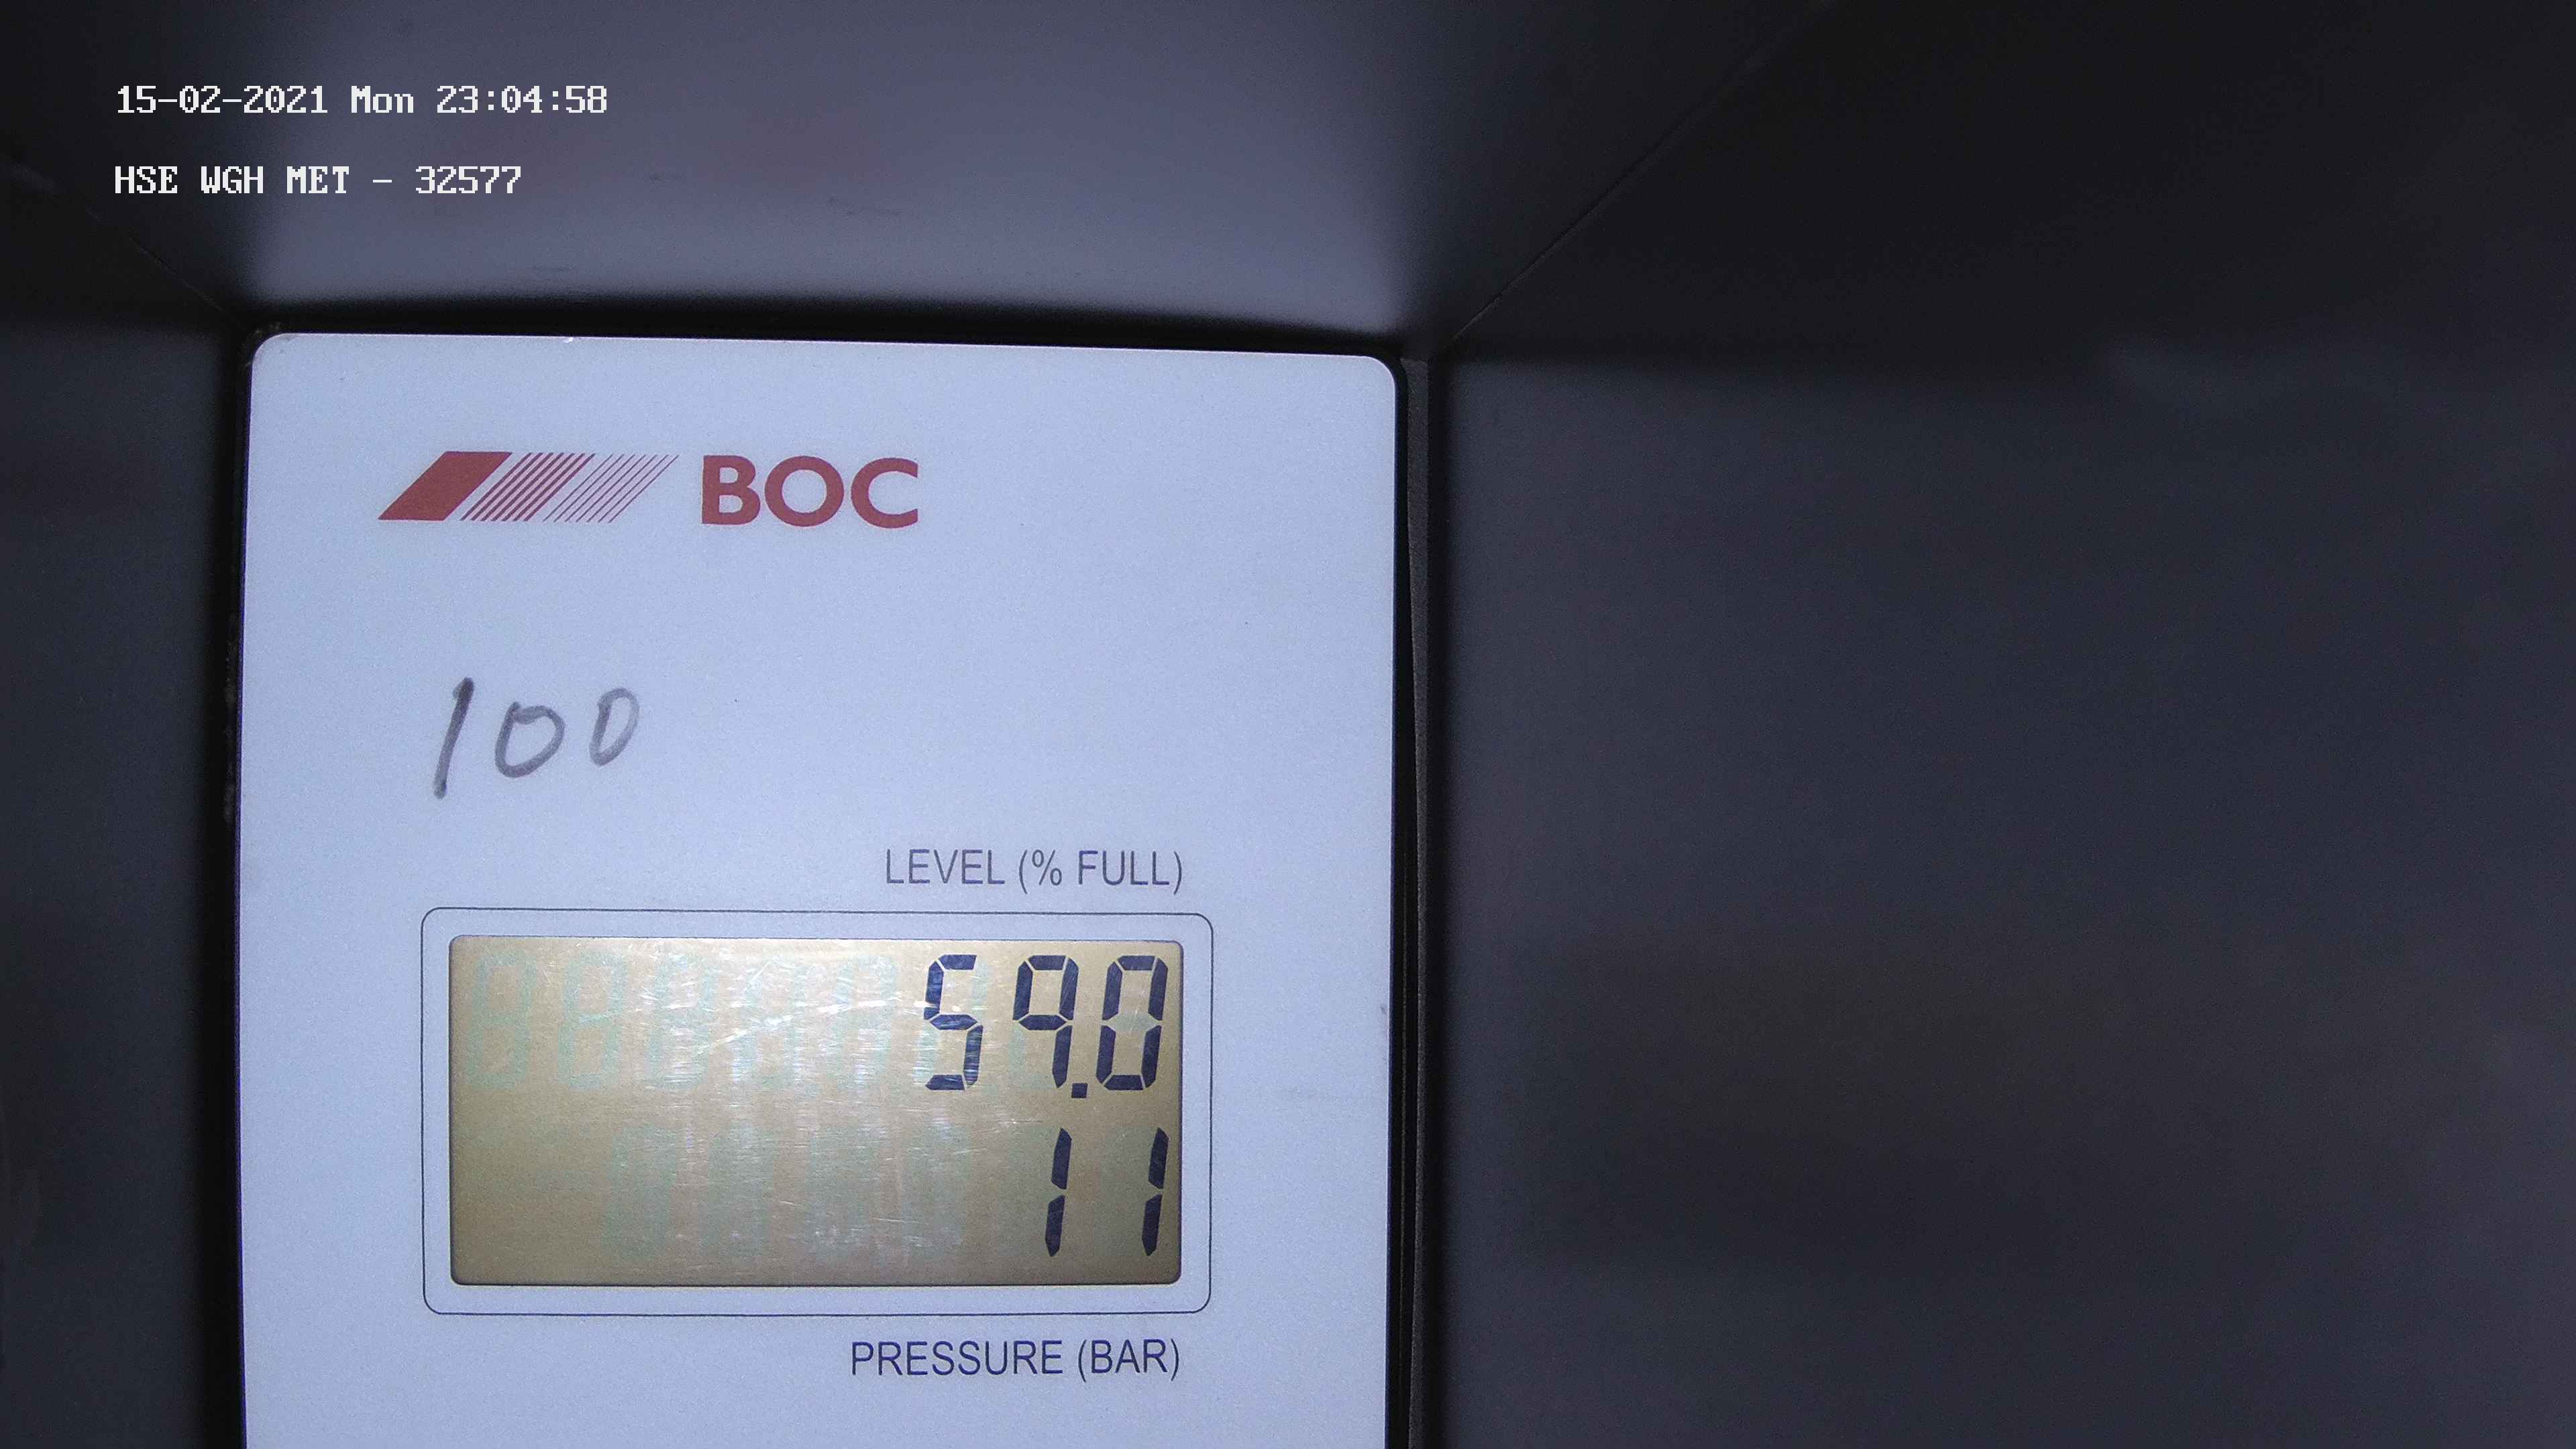 15-02-2021 Mon 23:04:58
HSE WGH MET - 32577
BOC
100
LEVEL (% FULL)
59.0
11
PRESSURE (BAR)